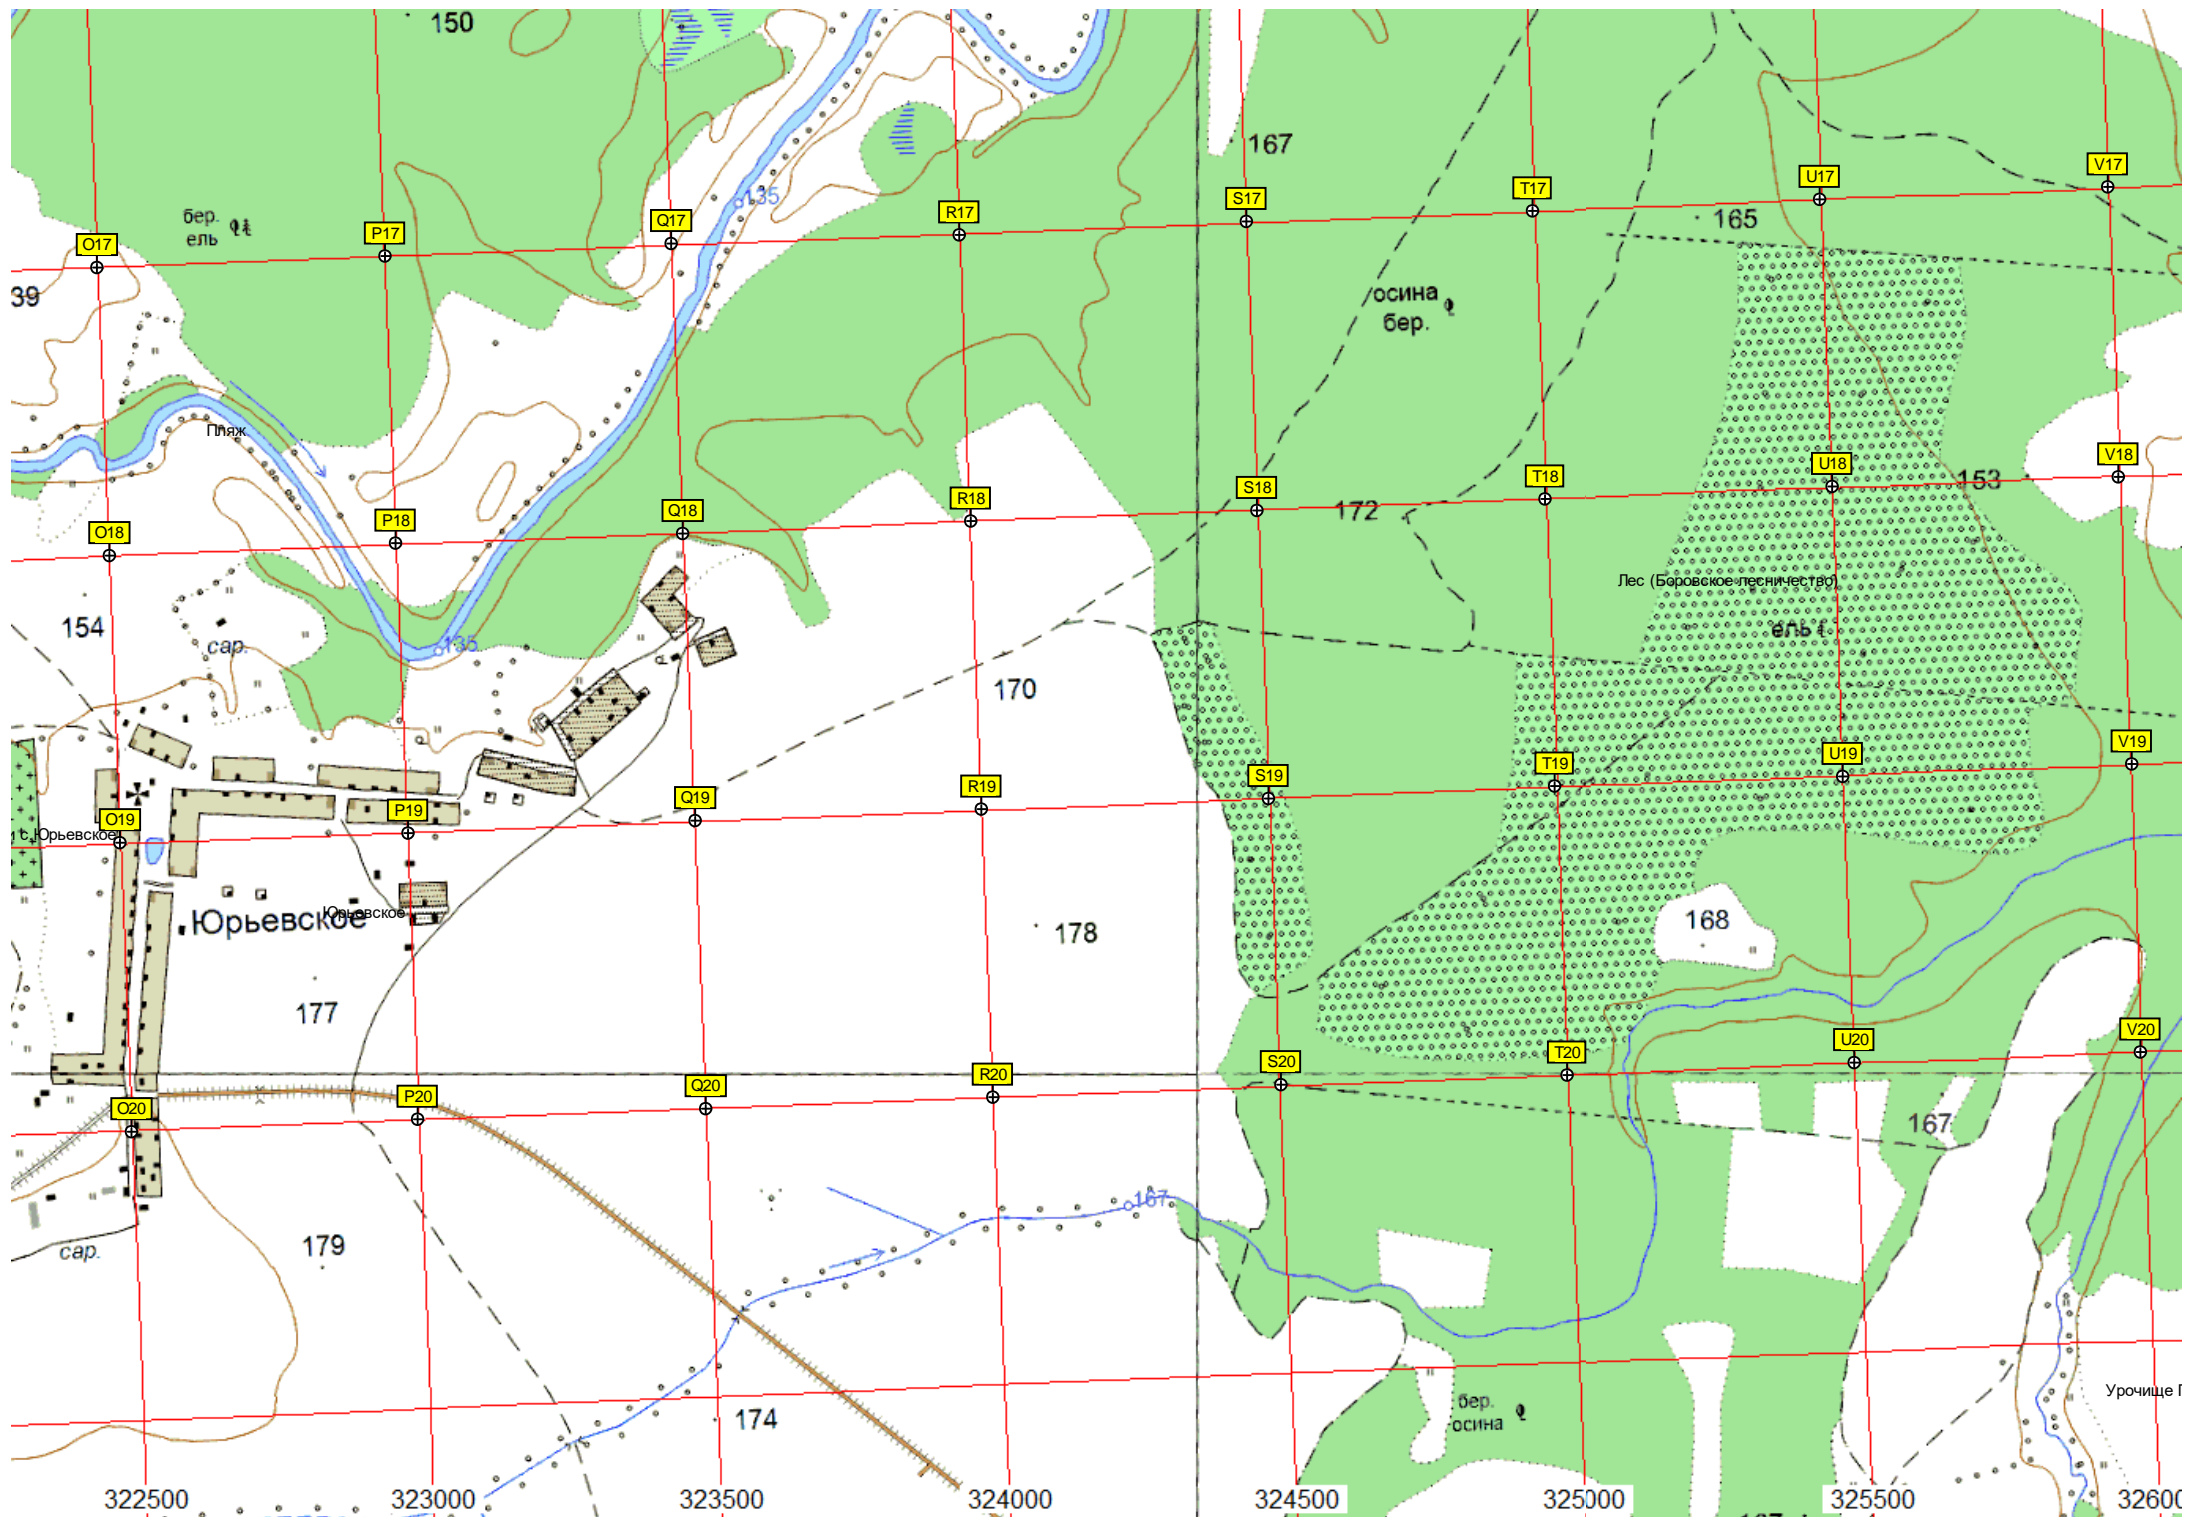 150
167
V17
U17
T17
S17
135
R17
Q17
P17
O17
165
бер.
ель
39
осина
бер.
Пляж
V18
U18
153
T18
S18
172
R18
Q18
P18
O18
Лес (Боровское лесничество)
154
ель
сар.
135
170
V19
U19
T19
S19
R19
Q19
P19
O19
с.Юрьевское
Юрьевское
Юрьевское
168
178
177
V20
U20
T20
S20
R20
Q20
P20
O20
167
167
179
сар.
174
бер.
осина
Урочище
322500
323000
323500
324000
324500
325000
325500
32600